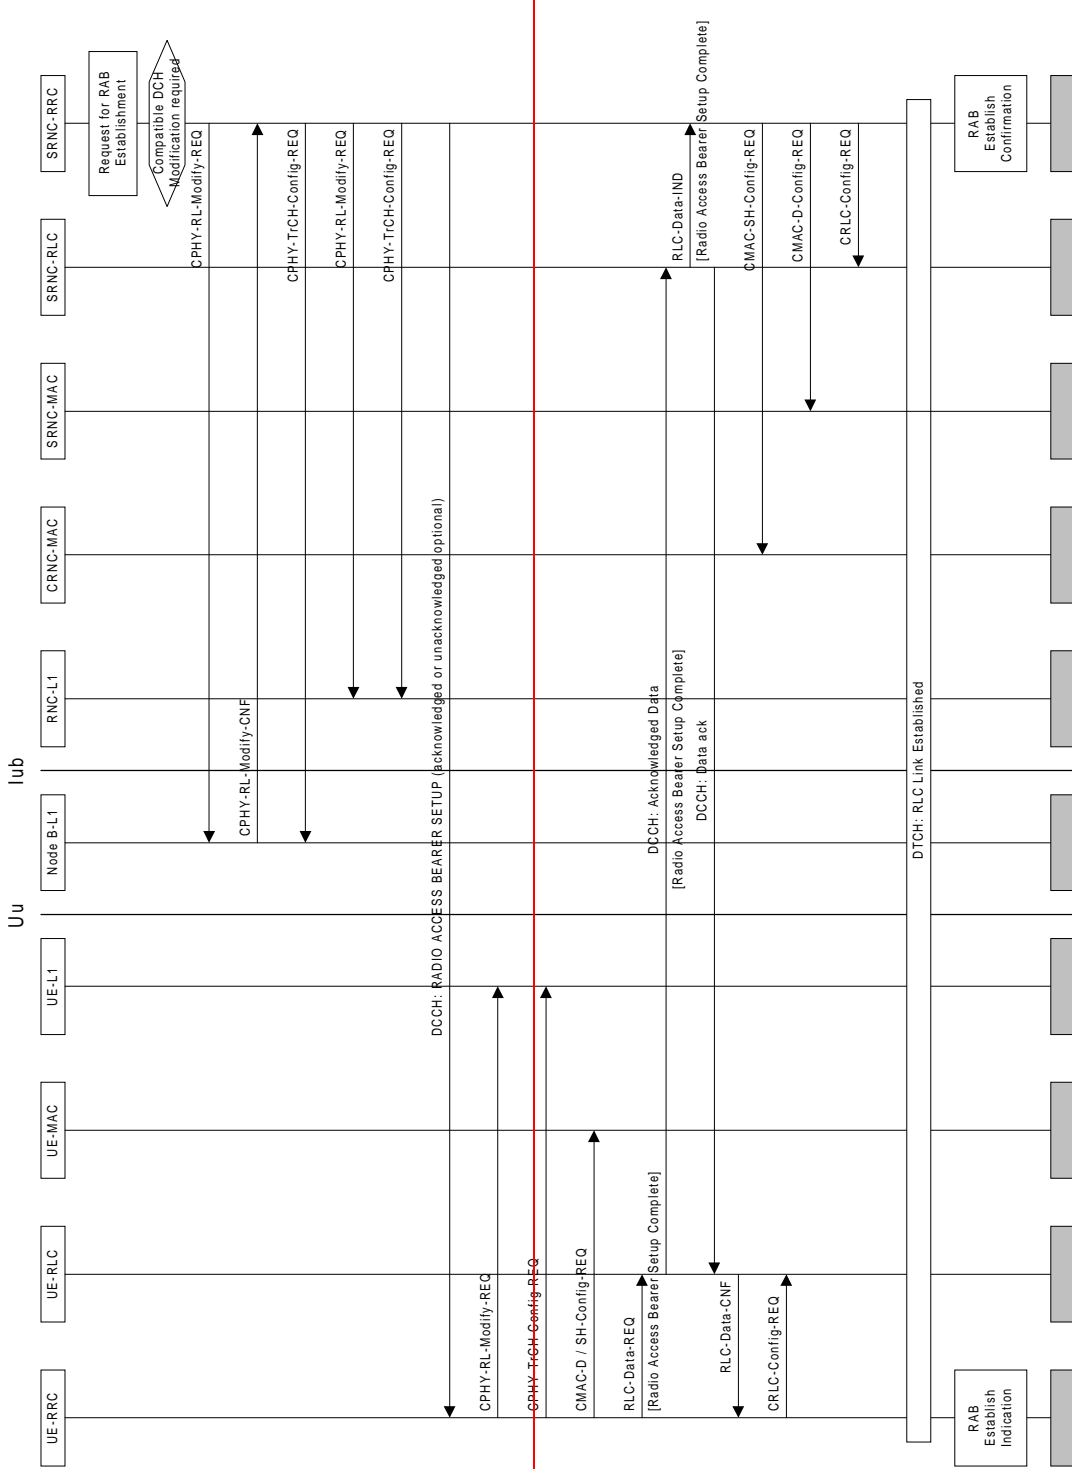 Uu
Iub
UE-RRC
UE-RLC
UE-MAC
UE-L1
Node B-L1
RNC-L1
CRNC-MAC
SRNC-MAC
SRNC-RLC
SRNC-RRC
Request for RAB
Establishment
Compatible DCH
Modification required
CPHY-RL-Modify-REQ
CPHY-RL-Modify-CNF
CPHY-TrCH-Config-REQ
CPHY-RL-Modify-REQ
CPHY-TrCH-Config-REQ
DCCH: RADIO ACCESS BEARER SETUP (acknowledged or unacknowledged optional)
CPHY-RL-Modify-REQ
CPHY-TrCH-Config-REQ
CMAC-D / SH-Config-REQ
RLC-Data-REQ
[Radio Access Bearer Setup Complete]
DCCH: Acknowledged Data
[Radio Access Bearer Setup Complete]
RLC-Data-IND
[Radio Access Bearer Setup Complete]
DCCH: Data ack
RLC-Data-CNF
CMAC-SH-Config-REQ
CRLC-Config-REQ
CMAC-D-Config-REQ
CRLC-Config-REQ
DTCH: RLC Link Established
RAB
Establish
Indication
RAB
Establish
Confirmation